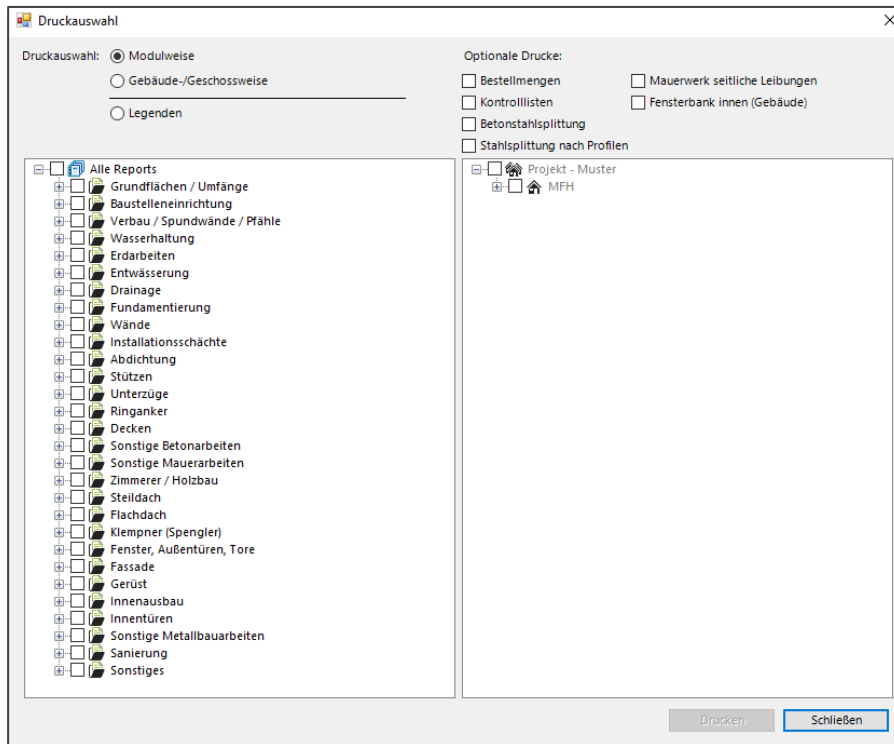 Druckauswahl
Druckauswahl: Modulweise
Gebäude-/Geschossweise
Legenden
Optionale Drucke:
Bestellmengen
Mauerwerk seitliche Leibungen
Kontrolllisten
Fensterbank innen (Gebäude)
Betonstahlsplittung
Stahlsplittung nach Profilen
Alle Reports
Grundflächen / Umfänge
Baustelleneinrichtung
Verbau / Spundwände / Pfähle
Wasserhaltung
Erdarbeiten
Entwässerung
Drainage
Fundamentierung
Wände
Installationsschächte
Abdichtung
Stützen
Unterzüge
Ringanker
Decken
Sonstige Betonarbeiten
Sonstige Mauerarbeiten
Zimmerer / Holzbau
Steildach
Flachdach
Klempner (Spengler)
Fenster, Außentüren, Tore
Fassade
Gerüst
Innenausbau
Innentüren
Sonstige Metallbauarbeiten
Sanierung
Sonstiges
Projekt - Muster
MFH
Drucken
Schließen